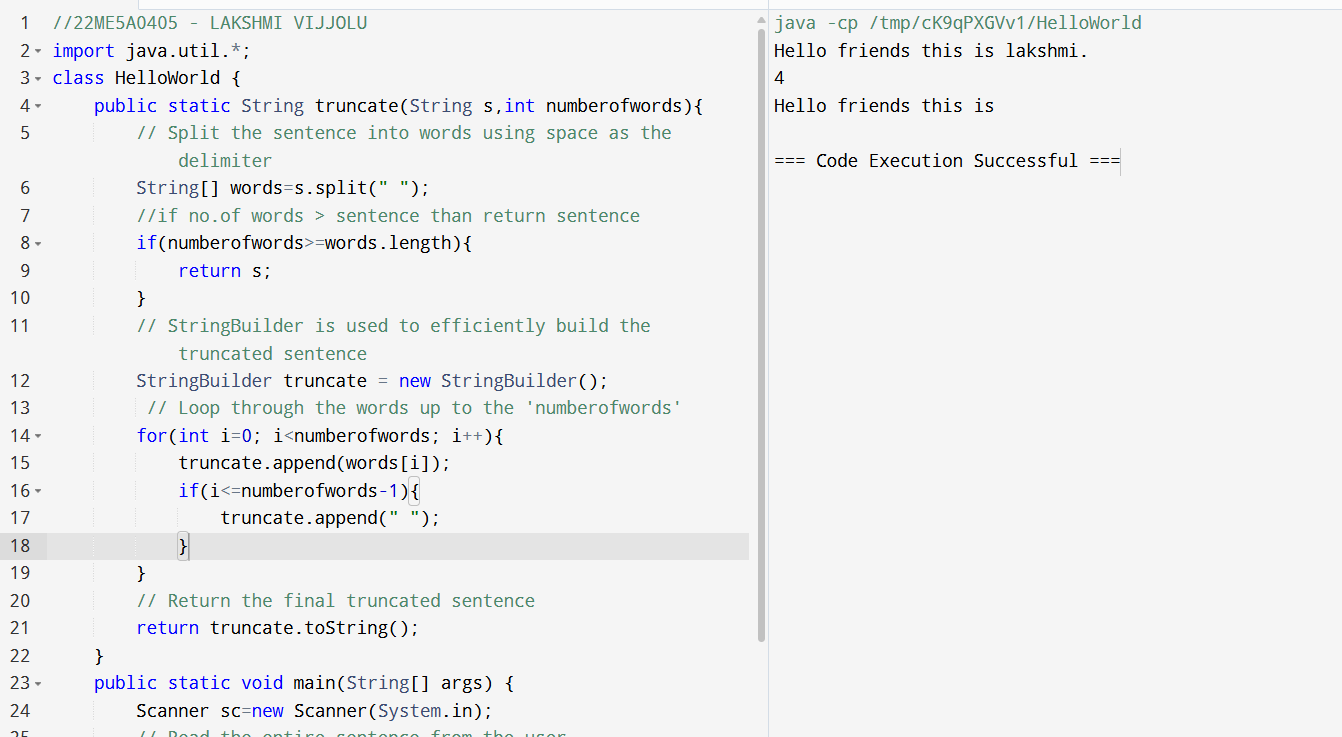 1 //22ME5A0405 - LAKSHMI VIJJOLU
2 import java.util.*;
3 class HelloWorld {
4 public static String truncate(String s,int numberofwords){
5 // Split the sentence into words using space as the
delimiter
6 String[] words=s.split(" ");
7 //if no.of words > sentence than return sentence
8 if(numberofwords>=words.length){
9 return s;
10 }
11 // StringBuilder is used to efficiently build the
truncated sentence
12 StringBuilder truncate = new StringBuilder();
13 // Loop through the words up to the 'numberofwords'
14 for(int i=0; i<numberofwords; i++){
15 truncate.append(words[i]);
16 if(i<=numberofwords-1){
17 truncate.append(" ");
18 }
19 }
20 // Return the final truncated sentence
21 return truncate.toString();
22 }
23 public static void main(String[] args) {
24 Scanner sc=new Scanner(System.in);
25 // Read the entire sentence from the user
java -cp /tmp/cK9qPXGVv1/HelloWorld
Hello friends this is lakshmi.
4
Hello friends this is
=== Code Execution Successful ===